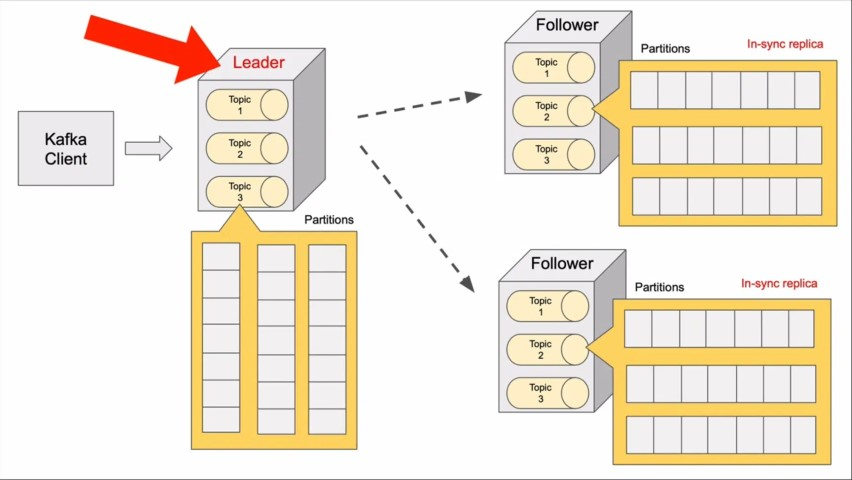 Kafka
Client
Leader
Topic
1
Topic
2
Topic
3
Partitions
Follower
Topic
1
Topic
2
Topic
3
Partitions
In-sync replica
Follower
Topic
1
Topic
2
Topic
3
Partitions
In-sync replica